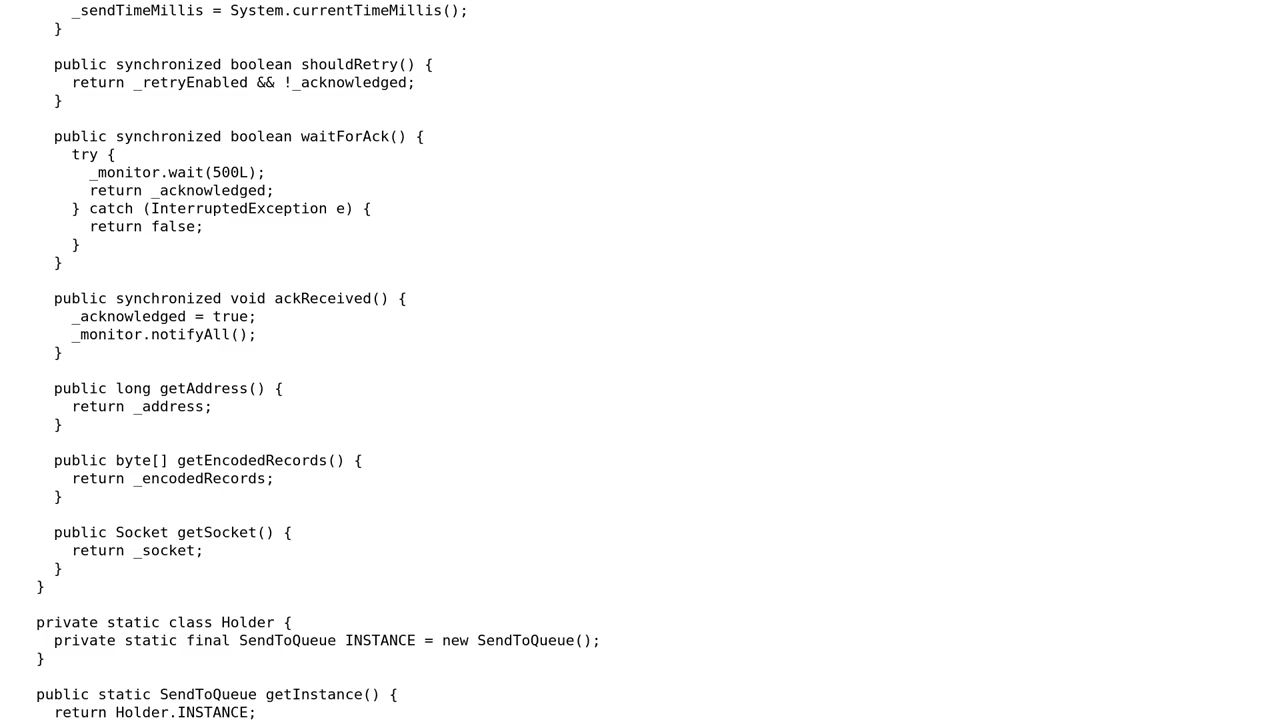 _sendTimeMillis = System.currentTimeMillis();
}
public synchronized boolean shouldRetry() {
return _retryEnabled && !_acknowledged;
}
public synchronized boolean waitForAck() {
try {
_monitor.wait(500L);
return _acknowledged;
} catch (InterruptedException e) {
return false;
}
}
public synchronized void ackReceived() {
_acknowledged = true;
_monitor.notifyAll();
}
public long getAddress() {
return _address;
}
public byte[] getEncodedRecords() {
return _encodedRecords;
}
public Socket getSocket() {
return _socket;
}
}
private static class Holder {
private static final SendToQueue INSTANCE = new SendToQueue();
}
public static SendToQueue getInstance() {
return Holder.INSTANCE;